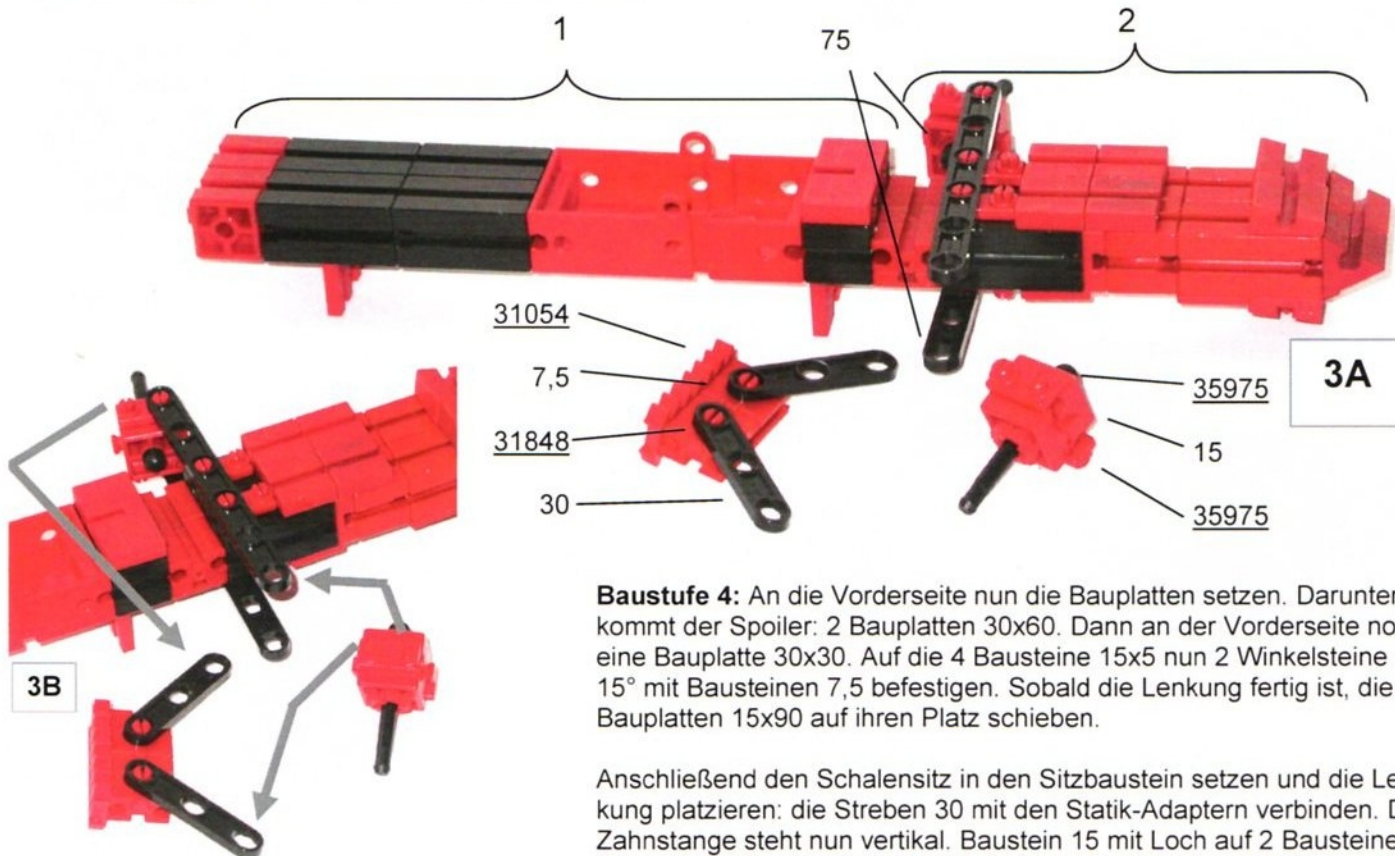 1
2
75
31054
7,5
31848
30
35975
15
35975
3A
3B
Baustufe 4: An die Vorderseite nun die Bauplatten setzen. Darunter
kommt der Spoiler: 2 Bauplatten 30x60. Dann an der Vorderseite no
eine Bauplatte 30x30. Auf die 4 Bausteine 15x5 nun 2 Winkelsteine
15° mit Bausteinen 7,5 befestigen. Sobald die Lenkung fertig ist, die
Bauplatten 15x90 auf ihren Platz schieben.
Anschließend den Schalensitz in den Sitzbaustein setzen und die Le
kung platzieren: die Streben 30 mit den Statik-Adaptern verbinden. D
Zahnstange steht nun vertikal. Baustein 15 mit Loch auf 2 Bausteine